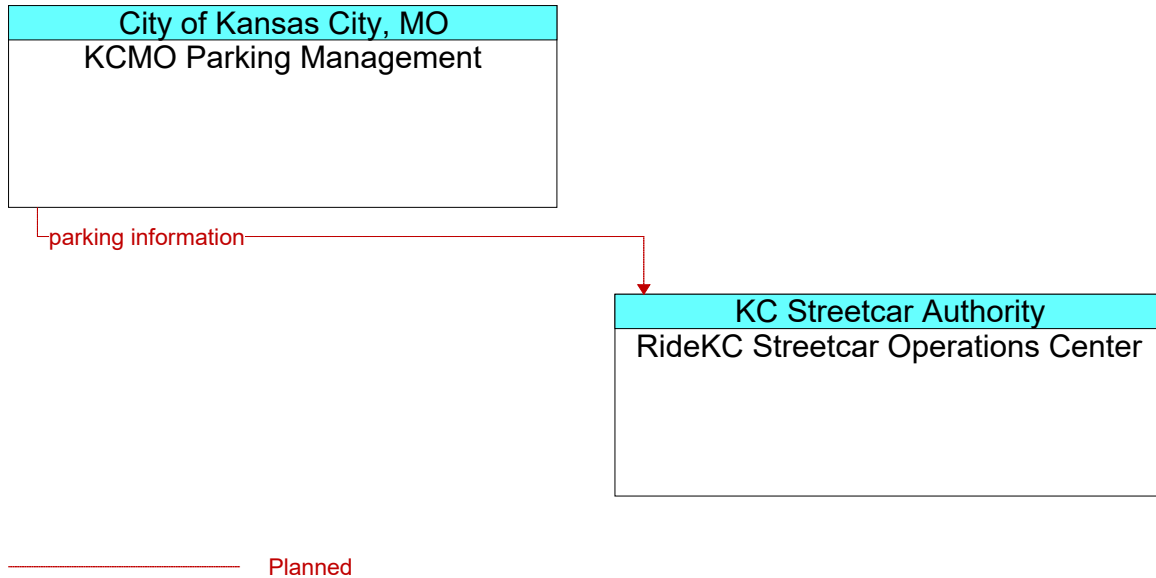 City of Kansas City, MO
KCMO Parking Management
parking information
KC Streetcar Authority
RideKC Streetcar Operations Center
Planned